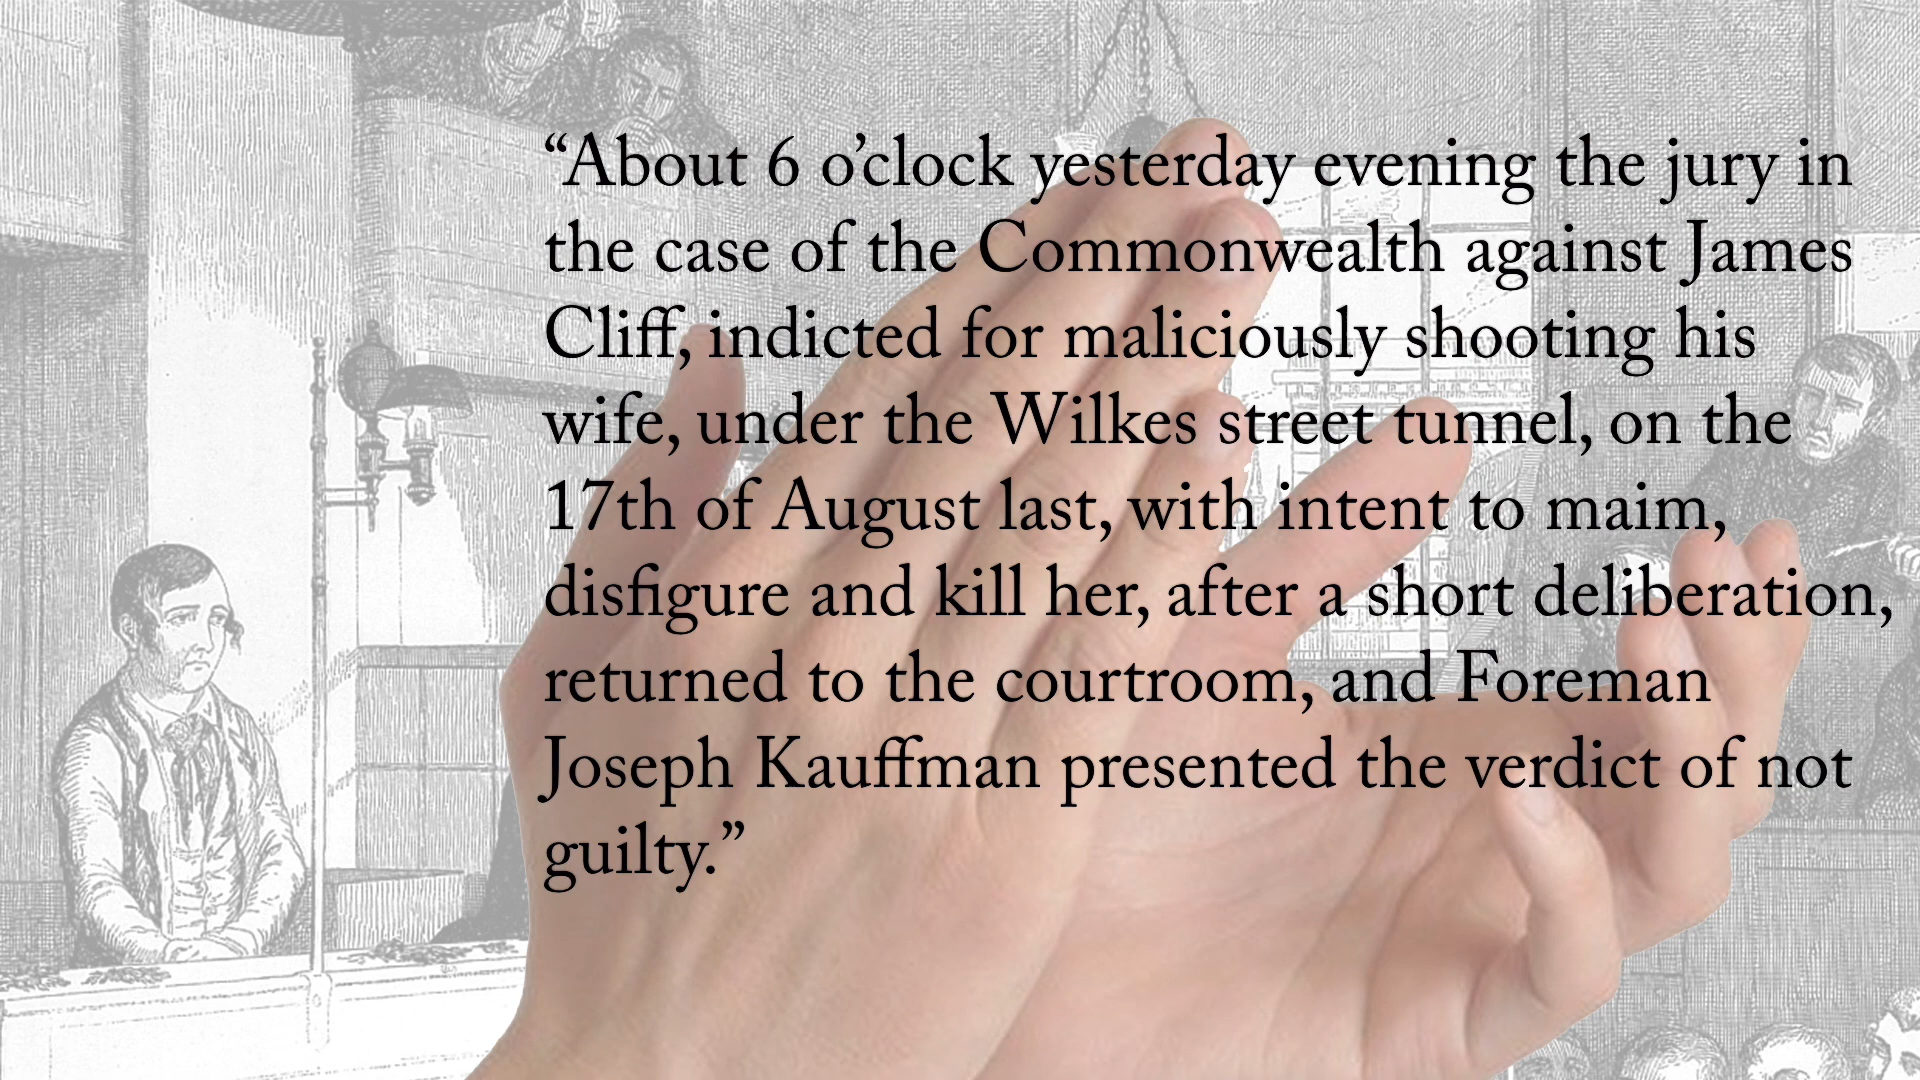 “About 6 o’clock yesterday evening the jury in
the case of the Commonwealth against James
Cliff, indicted for maliciously shooting his
wife, under the Wilkes street tunnel, on the
17th of August last, with intent to maim,
disfigure and kill her, after a short deliberation,
returned to the courtroom, and Foreman
Joseph Kauffman presented the verdict of not
guilty.”